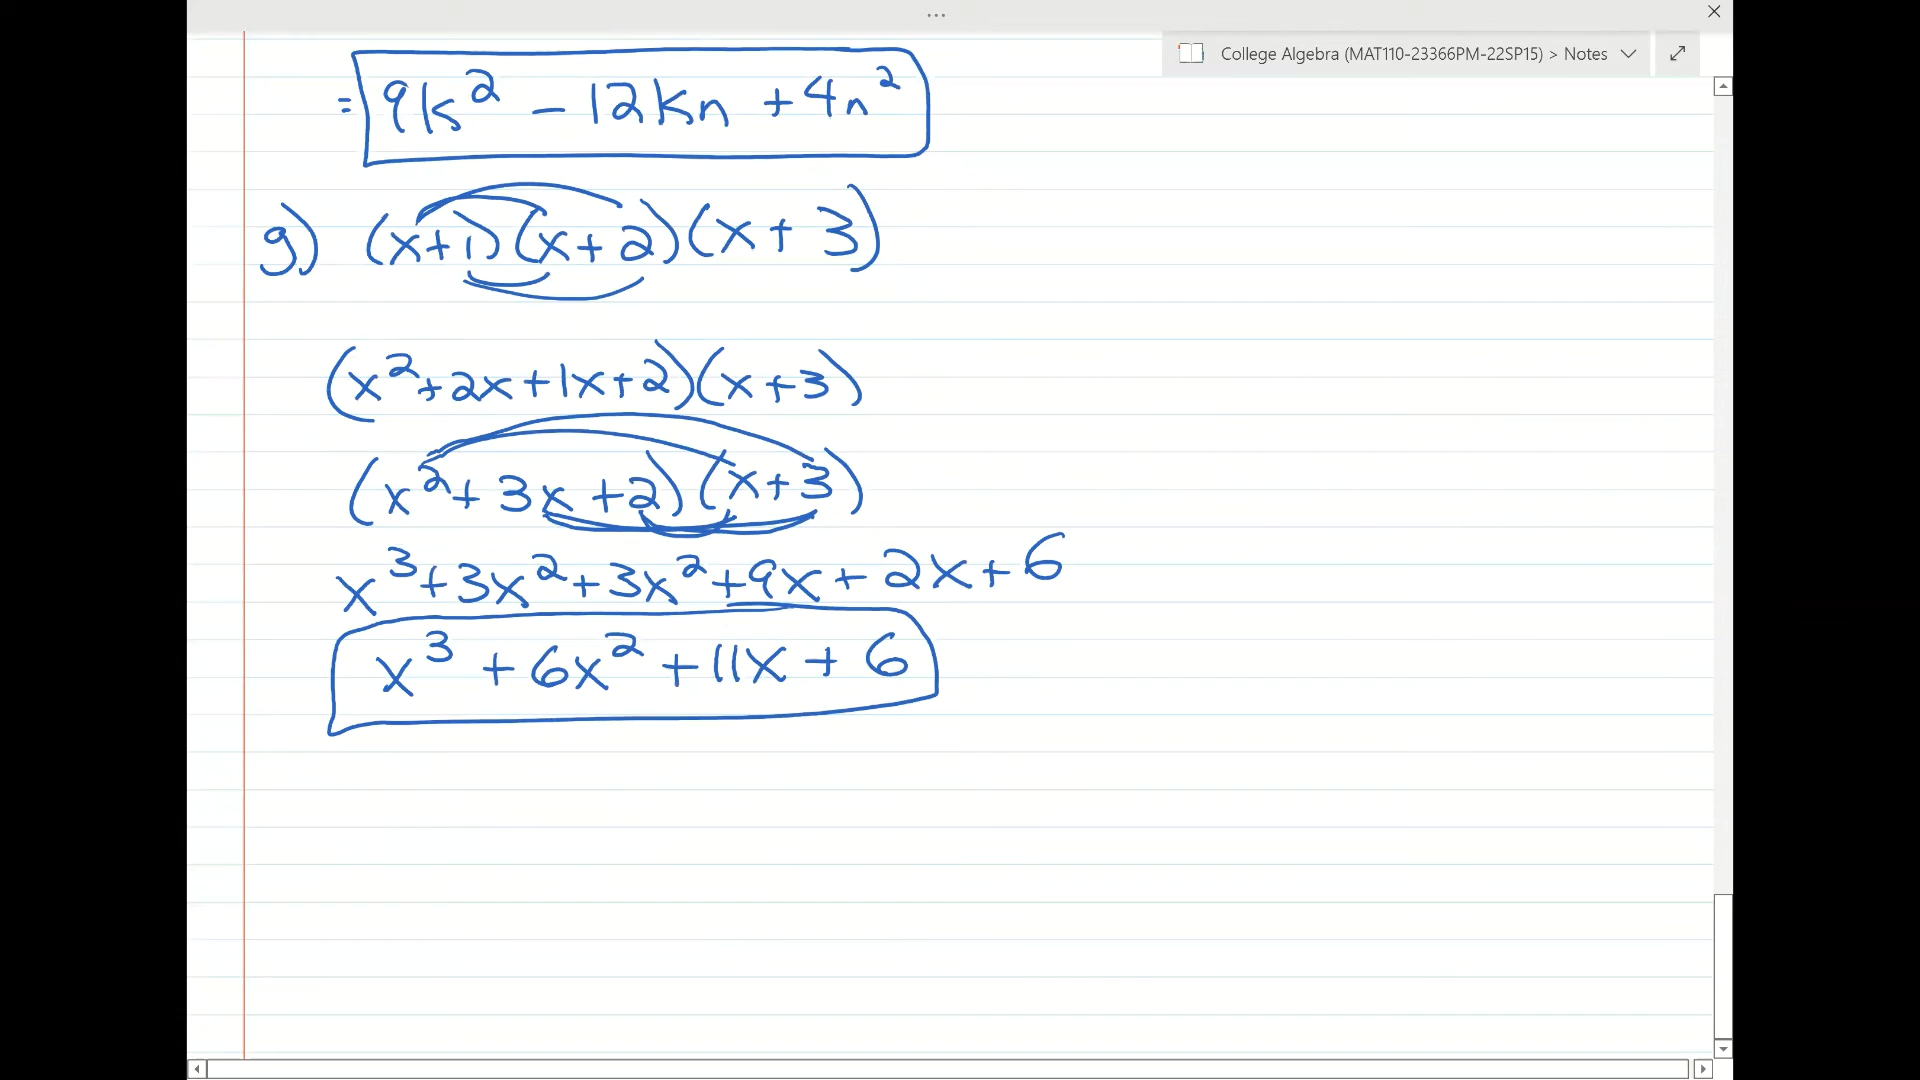 ...
College Algebra (MAT110-23366PM-22SP15) > Notes
= 9k² - 12kn + 4n²
g) (x+1)(x+2)(x+3)
(x²+2x+1x+2)(x+3)
(x²+3x+2)(x+3)
x³+3x²+3x²+9x+2x+6
x³ + 6x² + 11x + 6